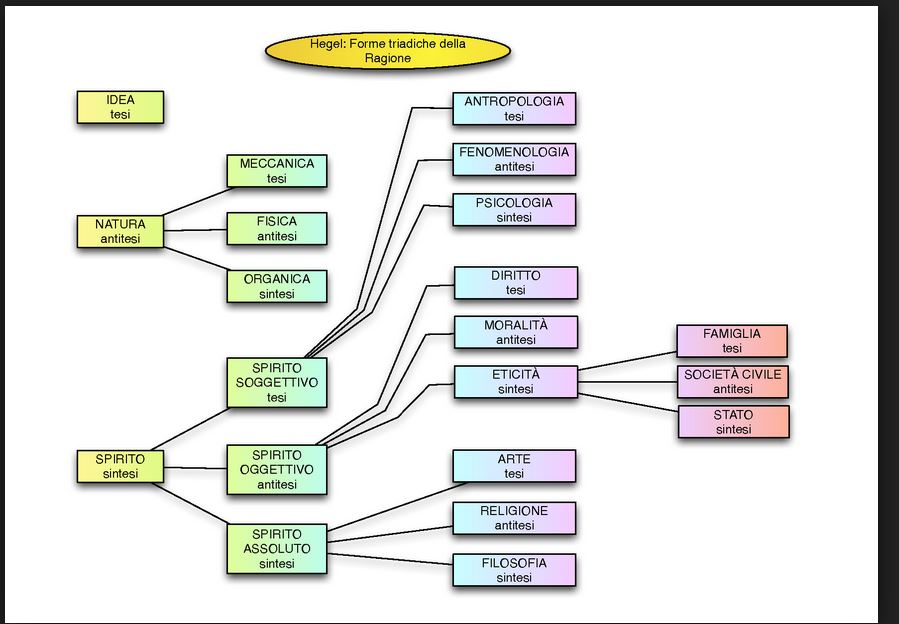 Hegel: Forme triadiche della
Ragione
IDEA
tesi
NATURA
antitesi
SPIRITO
sintesi
MECCANICA
tesi
FISICA
antitesi
ORGANICA
sintesi
SPIRITO
SOGGETTIVO
tesi
SPIRITO
OGGETTIVO
antitesi
SPIRITO
ASSOLUTO
sintesi
ANTROPOLOGIA
tesi
FENOMENOLOGIA
antitesi
PSICOLOGIA
sintesi
DIRITTO
tesi
MORALITÀ
antitesi
ETICITÀ
sintesi
ARTE
tesi
RELIGIONE
antitesi
FILOSOFIA
sintesi
FAMIGLIA
tesi
SOCIETÀ CIVILE
antitesi
STATO
sintesi